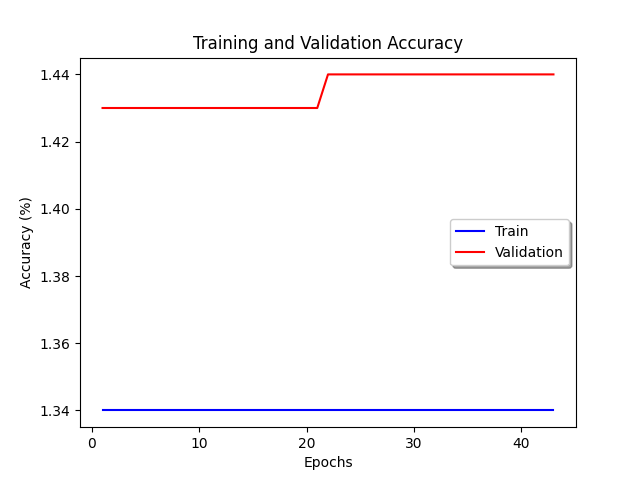 Training and Validation Accuracy
1.44
1.42
1.40
1.38
1.36
1.34
Accuracy (%)
Train
Validation
0
10
20
30
40
Epochs